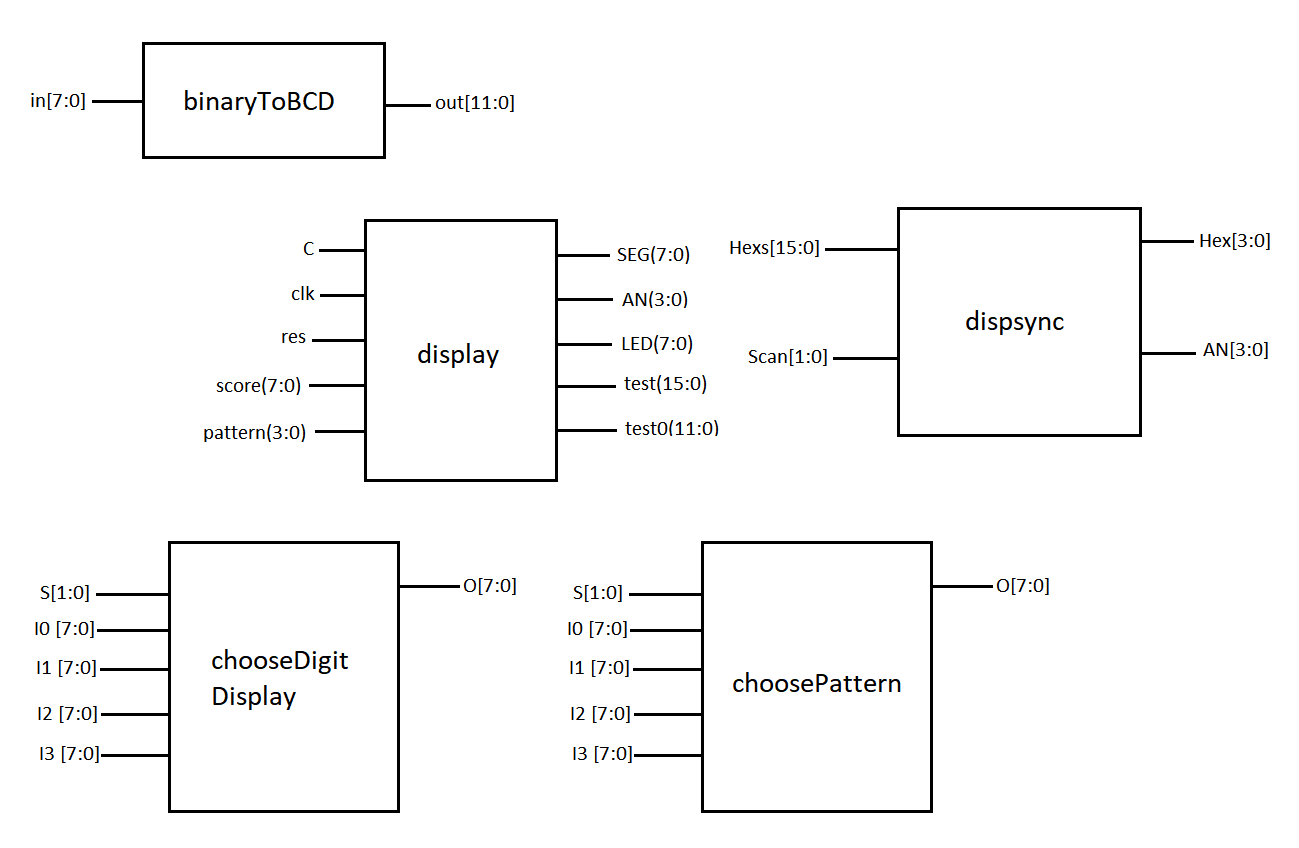 binaryToBCD
in[7:0]
out[11:0]
C
clk
res
score(7:0)
pattern(3:0)
display
SEG(7:0)
AN(3:0)
LED(7:0)
test(15:0)
test0(11:0)
Hexs[15:0]
Scan[1:0]
dispsync
Hex[3:0]
AN[3:0]
S[1:0]
I0 [7:0]
I1 [7:0]
I2 [7:0]
I3 [7:0]
chooseDigit
Display
O[7:0]
S[1:0]
I0 [7:0]
I1 [7:0]
I2 [7:0]
I3 [7:0]
choosePattern
O[7:0]